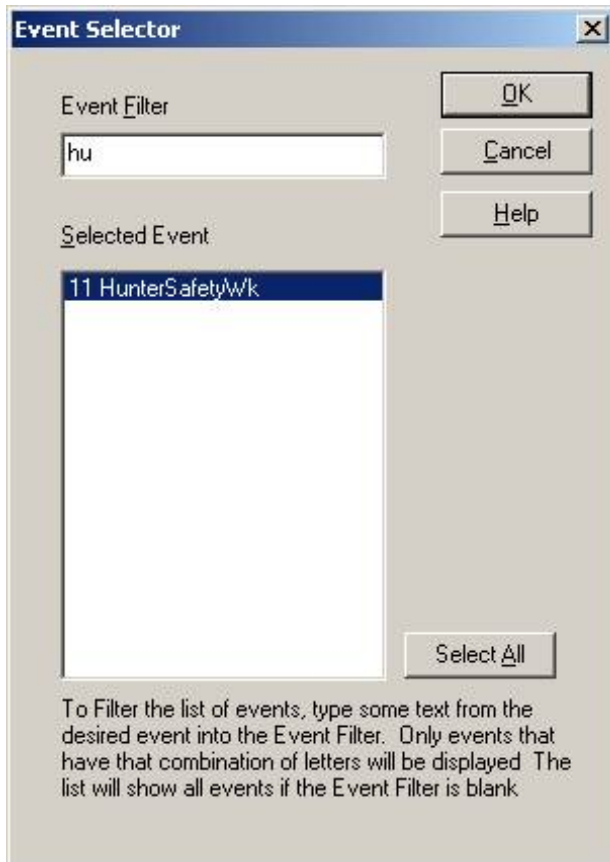 Event Selector
Event Filter
hu
OK
Cancel
Help
Selected Event
11 HunterSafetyWk
Select All
To Filter the list of events, type some text from the
desired event into the Event Filter.  Only events that
have that combination of letters will be displayed  The
list will show all events if the Event Filter is blank